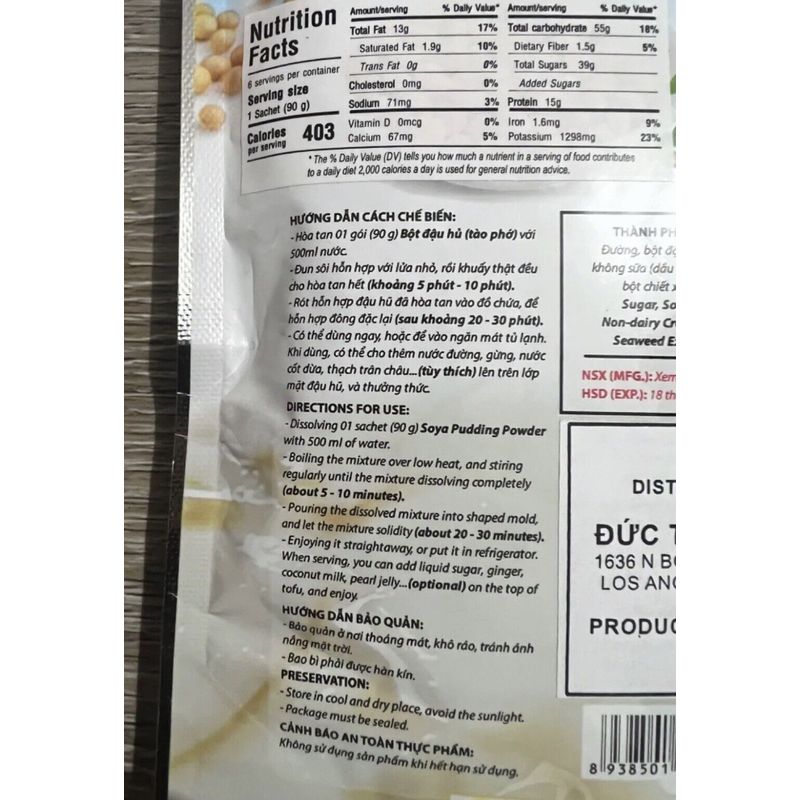 Nutrition
Facts
6 servings per container
Serving size
1 Sachet (90 g)
Calories
per serving
403
Amount/serving % Daily Value*
Total Fat 13g 17%
Saturated Fat 1.9g 10%
Trans Fat 0g 0%
Cholesterol 0mg 0%
Sodium 71mg 3%
Vitamin D 0mcg 0%
Calcium 67mg 5%
Amount/serving % Daily Value*
Total carbohydrate 55g 18%
Dietary Fiber 1.5g 5%
Total Sugars 39g
Added Sugars
Protein 15g
Iron 1.6mg 9%
Potassium 1298mg 23%
* The % Daily Value (DV) tells you how much a nutrient in a serving of food contributes
to a daily diet 2,000 calories a day is used for general nutrition advice.
HƯỚNG DẪN CÁCH CHẾ BIẾN:
- Hòa tan 01 gói (90 g) Bột đậu hủ (tào phớ) với
500ml nước.
- Đun sôi hỗn hợp với lửa nhỏ, rồi khuấy thật đều
cho hòa tan hết (khoảng 5 phút - 10 phút).
- Rót hỗn hợp đậu hũ đã hòa tan vào đồ chứa, để
hỗn hợp đông đặc lại (sau khoảng 20 - 30 phút).
- Có thể dùng ngay, hoặc để vào ngăn mát tủ lạnh.
Khi dùng, có thể cho thêm nước đường, gừng, nước
cốt dừa, thạch trân châu...(tùy thích) lên trên lớp
mặt đậu hũ, và thưởng thức.
DIRECTIONS FOR USE:
- Dissolving 01 sachet (90 g) Soya Pudding Powder
with 500 ml of water.
- Boiling the mixture over low heat, and stiring
regularly until the mixture dissolving completely
(about 5 - 10 minutes).
- Pouring the dissolved mixture into shaped mold,
and let the mixture solidity (about 20 - 30 minutes).
- Enjoying it straightaway, or put it in refrigerator.
When serving, you can add liquid sugar, ginger,
coconut milk, pearl jelly...(optional) on the top of
tofu, and enjoy.
HƯỚNG DẪN BẢO QUẢN:
- Bảo quản ở nơi thoáng mát, khô ráo, tránh ánh
nắng mặt trời.
- Bao bì phải được hàn kín.
PRESERVATION:
- Store in cool and dry place, avoid the sunlight.
- Package must be sealed.
CẢNH BÁO AN TOÀN THỰC PHẨM:
Không sử dụng sản phẩm khi hết hạn sử dụng.
THÀNH PH
Đường, bột đậ
không sữa (dầu
bột chiết x
Sugar, So
Non-dairy Cr
Seaweed E
NSX (MFG.): Xem
HSD (EXP.): 18 th
DIST
ĐỨC T
1636 N B
LOS AN
PRODUC
8 938501